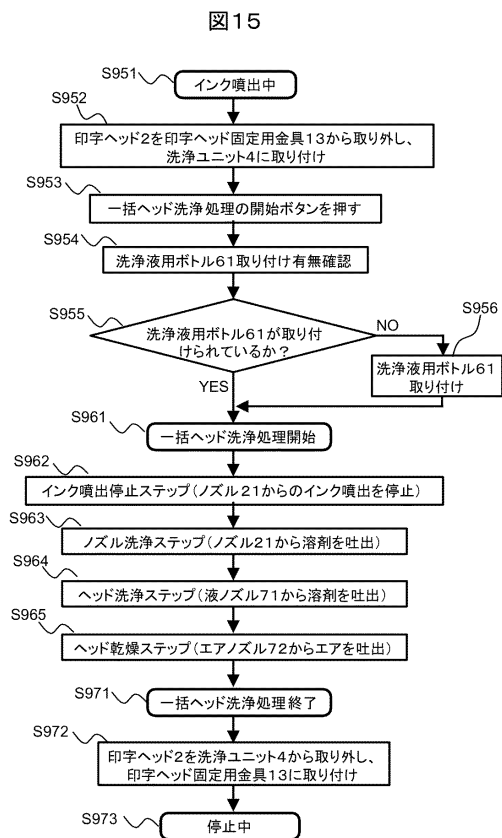 図15
S951
インク噴出中
S952
印字ヘッド2を印字ヘッド固定用金具13から取り外し、
洗浄ユニット4に取り付け
S953
一括ヘッド洗浄処理の開始ボタンを押す
S954
洗浄液用ボトル61取り付け有無確認
S955
洗浄液用ボトル61が取り付
けられているか？
NO
S956
洗浄液用ボトル61
取り付け
YES
S961
一括ヘッド洗浄処理開始
S962
インク噴出停止ステップ（ノズル21からのインク噴出を停止）
S963
ノズル洗浄ステップ（ノズル21から溶剤を吐出）
S964
ヘッド洗浄ステップ（液ノズル71から溶剤を吐出）
S965
ヘッド乾燥ステップ（エアノズル72からエアを吐出）
S971
一括ヘッド洗浄処理終了
S972
印字ヘッド2を洗浄ユニット4から取り外し、
印字ヘッド固定用金具13に取り付け
S973
停止中